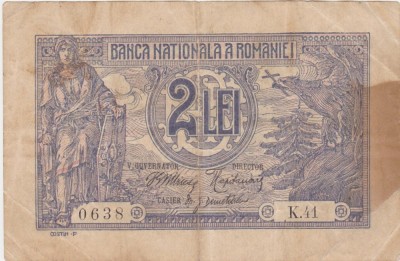 BANCA NATIONALA A ROMANIEI
2 LEI
V. GUVERNATOR DIRECTOR
CASIER
0638 K.41